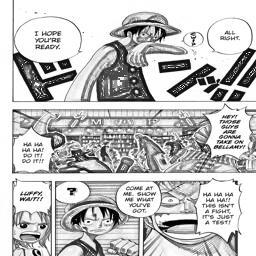 I HOPE
YOU'RE
READY.
ALL
RIGHT.
HEY!
THOSE
GUYS
ARE
GONNA
TAKE ON
BELLAMY!
HA HA
HA HA!
DO IT!
DO IT!!
LUFFY,
WAIT!!
?
COME AT
ME. SHOW
ME WHAT
YOU'VE
GOT.
HA HA HA
HA HA!!
THIS ISN'T
A FIGHT,
IT'S JUST
A TEST!